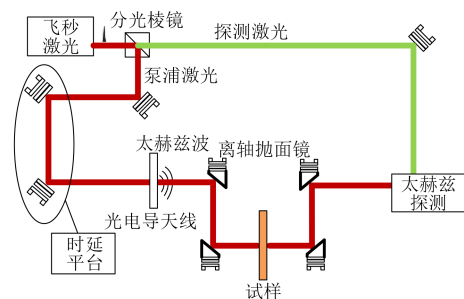 飞秒
激光
分光棱镜
探测激光
泵浦激光
太赫兹波
离轴抛面镜
太赫兹
探测
光电导天线
时延
平台
试样